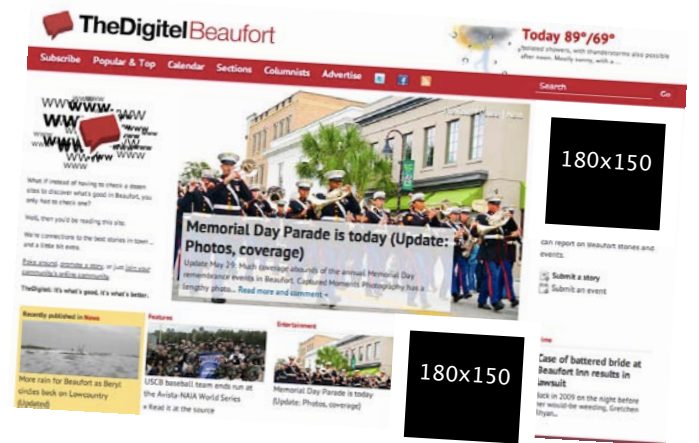 TheDigitel Beaufort
Today 89°/69°
Isolated showers, with thunderstorms also possible
after noon. Mostly sunny, with a ...
Subscribe Popular & Top Calendar Sections Columnists Advertise
Search Go
www
What if instead of having to check a dozen
sites to discover what's good in Beaufort, you
only had to check one?
Well, then you'd be reading this site.
We're connections to the best stories in town ...
and a little bit extra.
Poke around, promote a story, or just join your
community's online community.
TheDigitel: It's what's good, it's what's better.
Memorial Day Parade is today (Update:
Photos, coverage)
Update May 29: Much coverage abounds of the annual Memorial Day
remembrance events in Beaufort. Captured Moments Photography has a
lengthy photo... Read more and comment »
180x150
can report on Beaufort stories and
events.
Submit a story
Submit an event
Recently published in News
More rain for Beaufort as Beryl
circles back on Lowcountry
(Updated)
Features
USCB baseball team ends run at
the Avista-NAIA World Series
» Read it at the source
Entertainment
Memorial Day Parade is today
(Update: Photos, coverage)
180x150
Case of battered bride at
Beaufort Inn results in
lawsuit
Back in 2009 on the night before
her would-be wedding, Gretchen